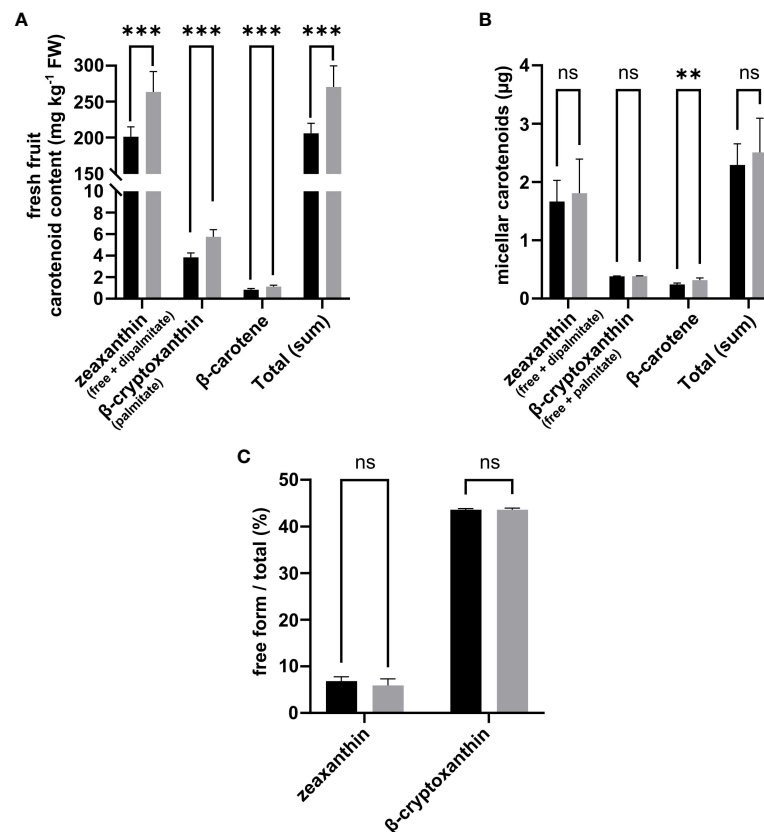 A
*** *** *** ***
fresh fruit
carotenoid content (mg kg-1 FW)
300
250
200
150
10
8
6
4
2
0
zeaxanthin
(free + dipalmitate)
β-cryptoxanthin
(palmitate)
β-carotene
Total (sum)
B
ns ns ** ns
micellar carotenoids (µg)
4
3
2
1
0
zeaxanthin
(free + dipalmitate)
β-cryptoxanthin
(free + palmitate)
β-carotene
Total (sum)
C
ns ns
free form / total (%)
50
40
30
20
10
0
zeaxanthin
β-cryptoxanthin